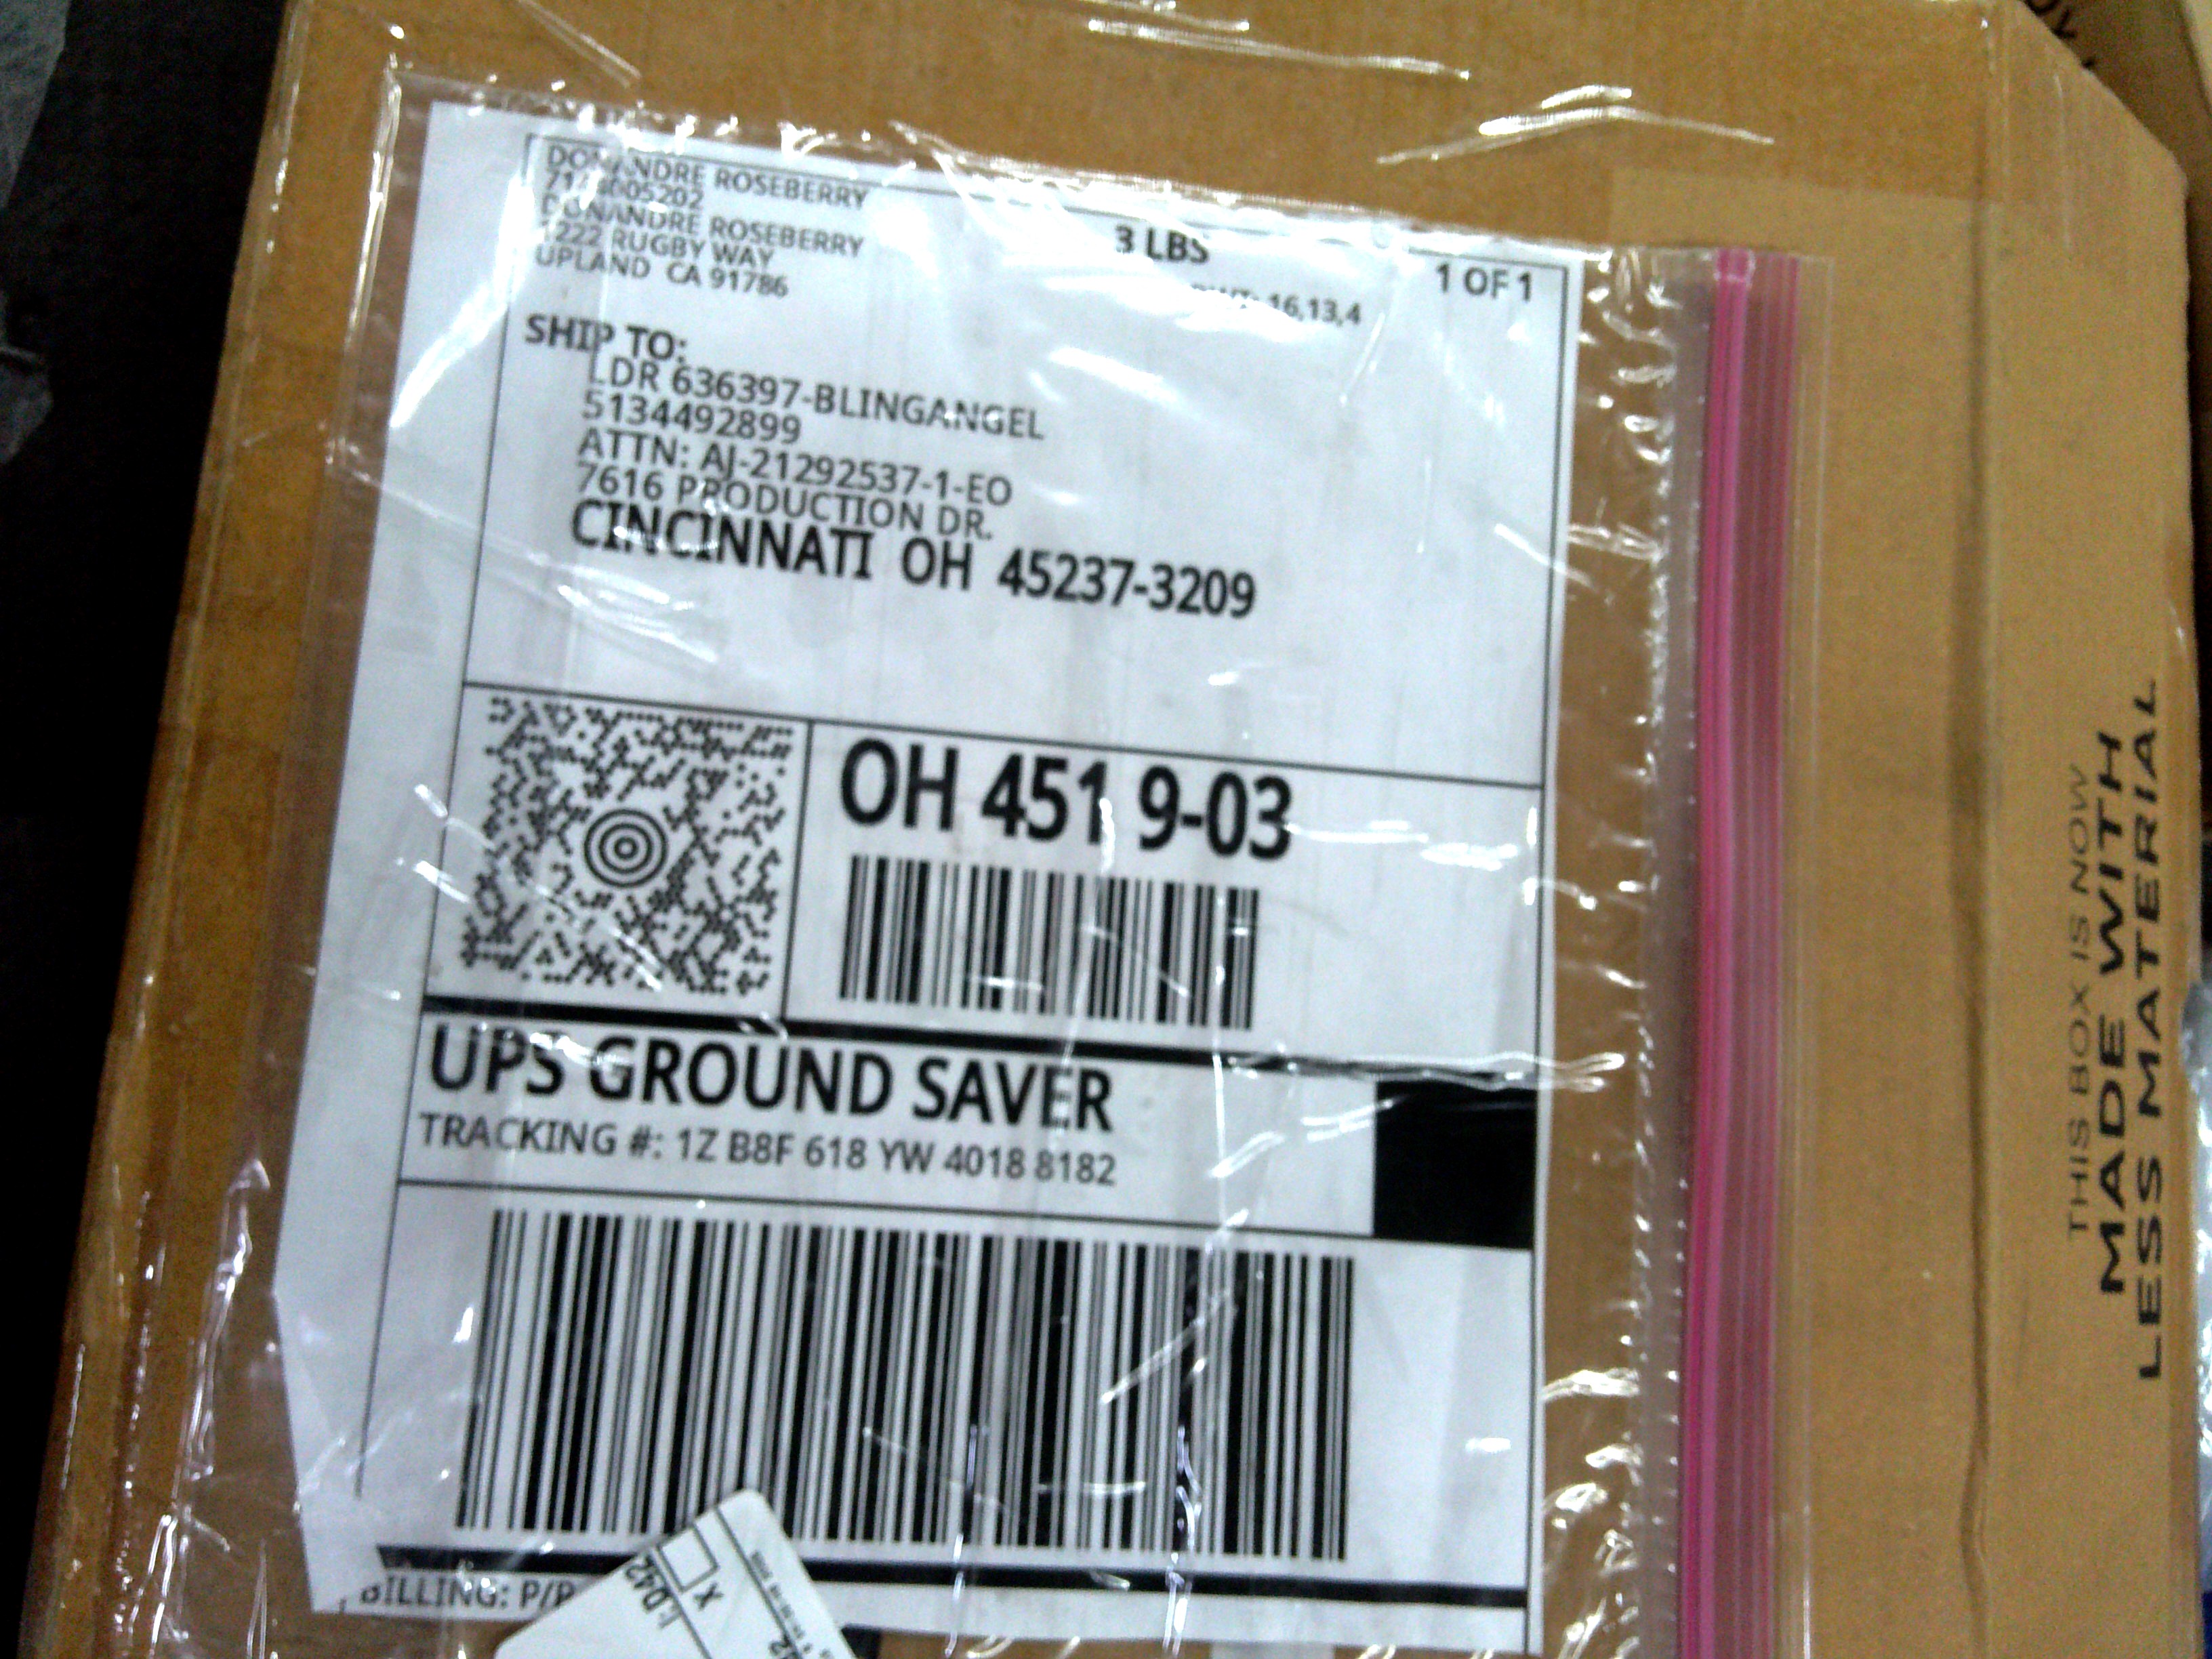 DONANDRE ROSEBERRY
DONANDRE ROSEBERRY
1222 RUGBY WAY
UPLAND CA 91786
3 LBS
1 OF 1
16,13,4
SHIP TO:
LDR 636397-BLINGANGEL
5134492899
ATTN: AJ-21292537-1-EO
7616 PRODUCTION DR.
CINCINNATI OH 45237-3209
OH 451 9-03
UPS GROUND SAVER
TRACKING #: 1Z B8F 618 YW 4018 8182
BILLING: P/P
THIS BOX IS NOW
MADE WITH
LESS MATERIAL
X